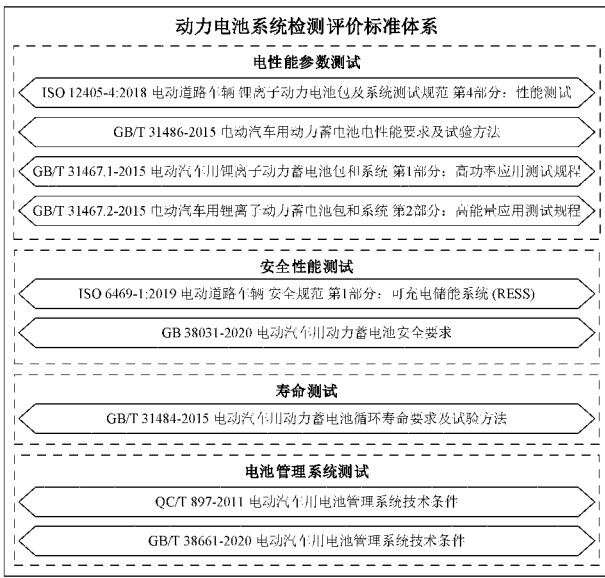 动力电池系统检测评价标准体系
电性能参数测试
ISO 12405-4:2018 电动道路车辆 锂离子动力电池包及系统测试规范 第4部分：性能测试
GB/T 31486-2015 电动汽车用动力蓄电池电性能要求及试验方法
GB/T 31467.1-2015 电动汽车用锂离子动力蓄电池包和系统 第1部分：高功率应用测试规程
GB/T 31467.2-2015 电动汽车用锂离子动力蓄电池包和系统 第2部分：高能量应用测试规程
安全性能测试
ISO 6469-1:2019 电动道路车辆 安全规范 第1部分：可充电储能系统 (RESS)
GB 38031-2020 电动汽车用动力蓄电池安全要求
寿命测试
GB/T 31484-2015 电动汽车用动力蓄电池循环寿命要求及试验方法
电池管理系统测试
QC/T 897-2011 电动汽车用电池管理系统技术条件
GB/T 38661-2020 电动汽车用电池管理系统技术条件